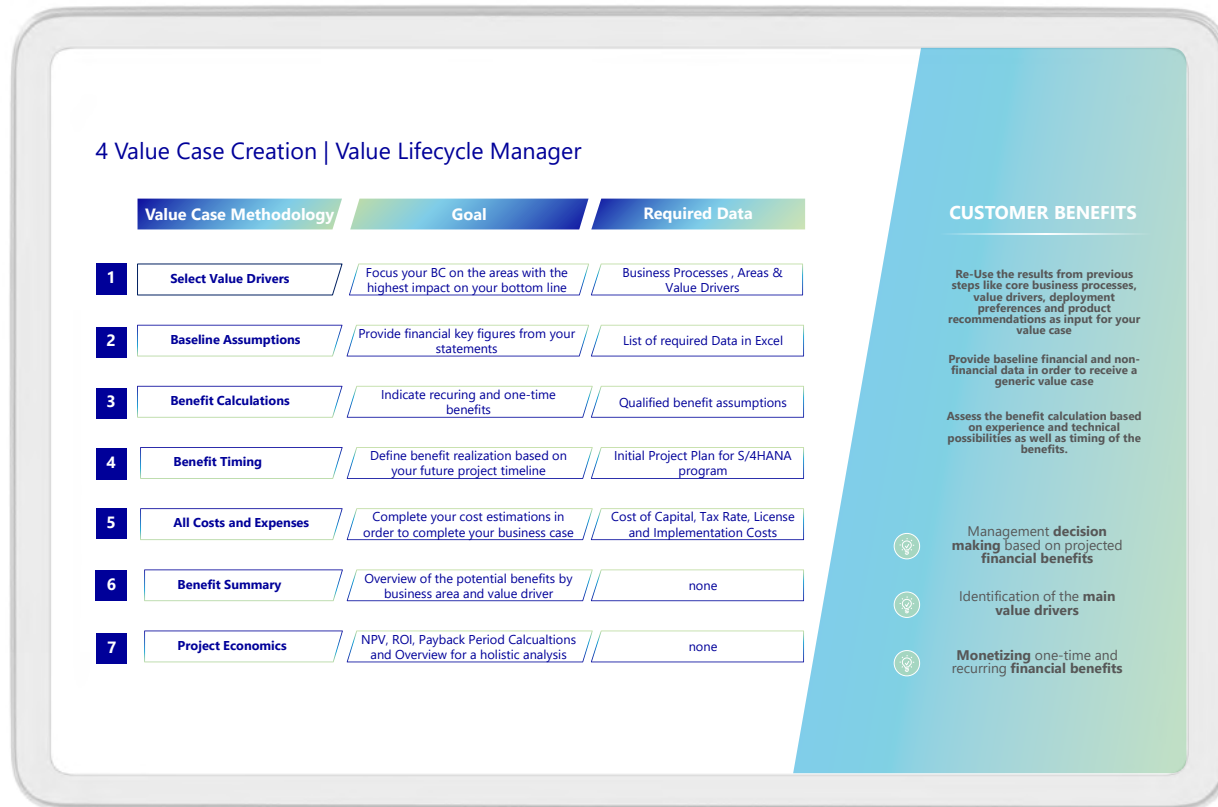 4 Value Case Creation | Value Lifecycle Manager
Value Case Methodology
Goal
Required Data
1
Select Value Drivers
Focus your BC on the areas with the
highest impact on your bottom line
Business Processes , Areas &
Value Drivers
2
Baseline Assumptions
Provide financial key figures from your
statements
List of required Data in Excel
3
Benefit Calculations
Indicate recuring and one-time
benefits
Qualified benefit assumptions
4
Benefit Timing
Define benefit realization based on
your future project timeline
Initial Project Plan for S/4HANA
program
5
All Costs and Expenses
Complete your cost estimations in
order to complete your business case
Cost of Capital, Tax Rate, License
and Implementation Costs
6
Benefit Summary
Overview of the potential benefits by
business area and value driver
none
7
Project Economics
NPV, ROI, Payback Period Calcualtions
and Overview for a holistic analysis
none
CUSTOMER BENEFITS
Re-Use the results from previous
steps like core business processes,
value drivers, deployment
preferences and product
recommendations as input for your
value case
Provide baseline financial and non-
financial data in order to receive a
generic value case
Assess the benefit calculation based
on experience and technical
possibilities as well as timing of the
benefits.
Management decision
making based on projected
financial benefits
Identification of the main
value drivers
Monetizing one-time and
recurring financial benefits